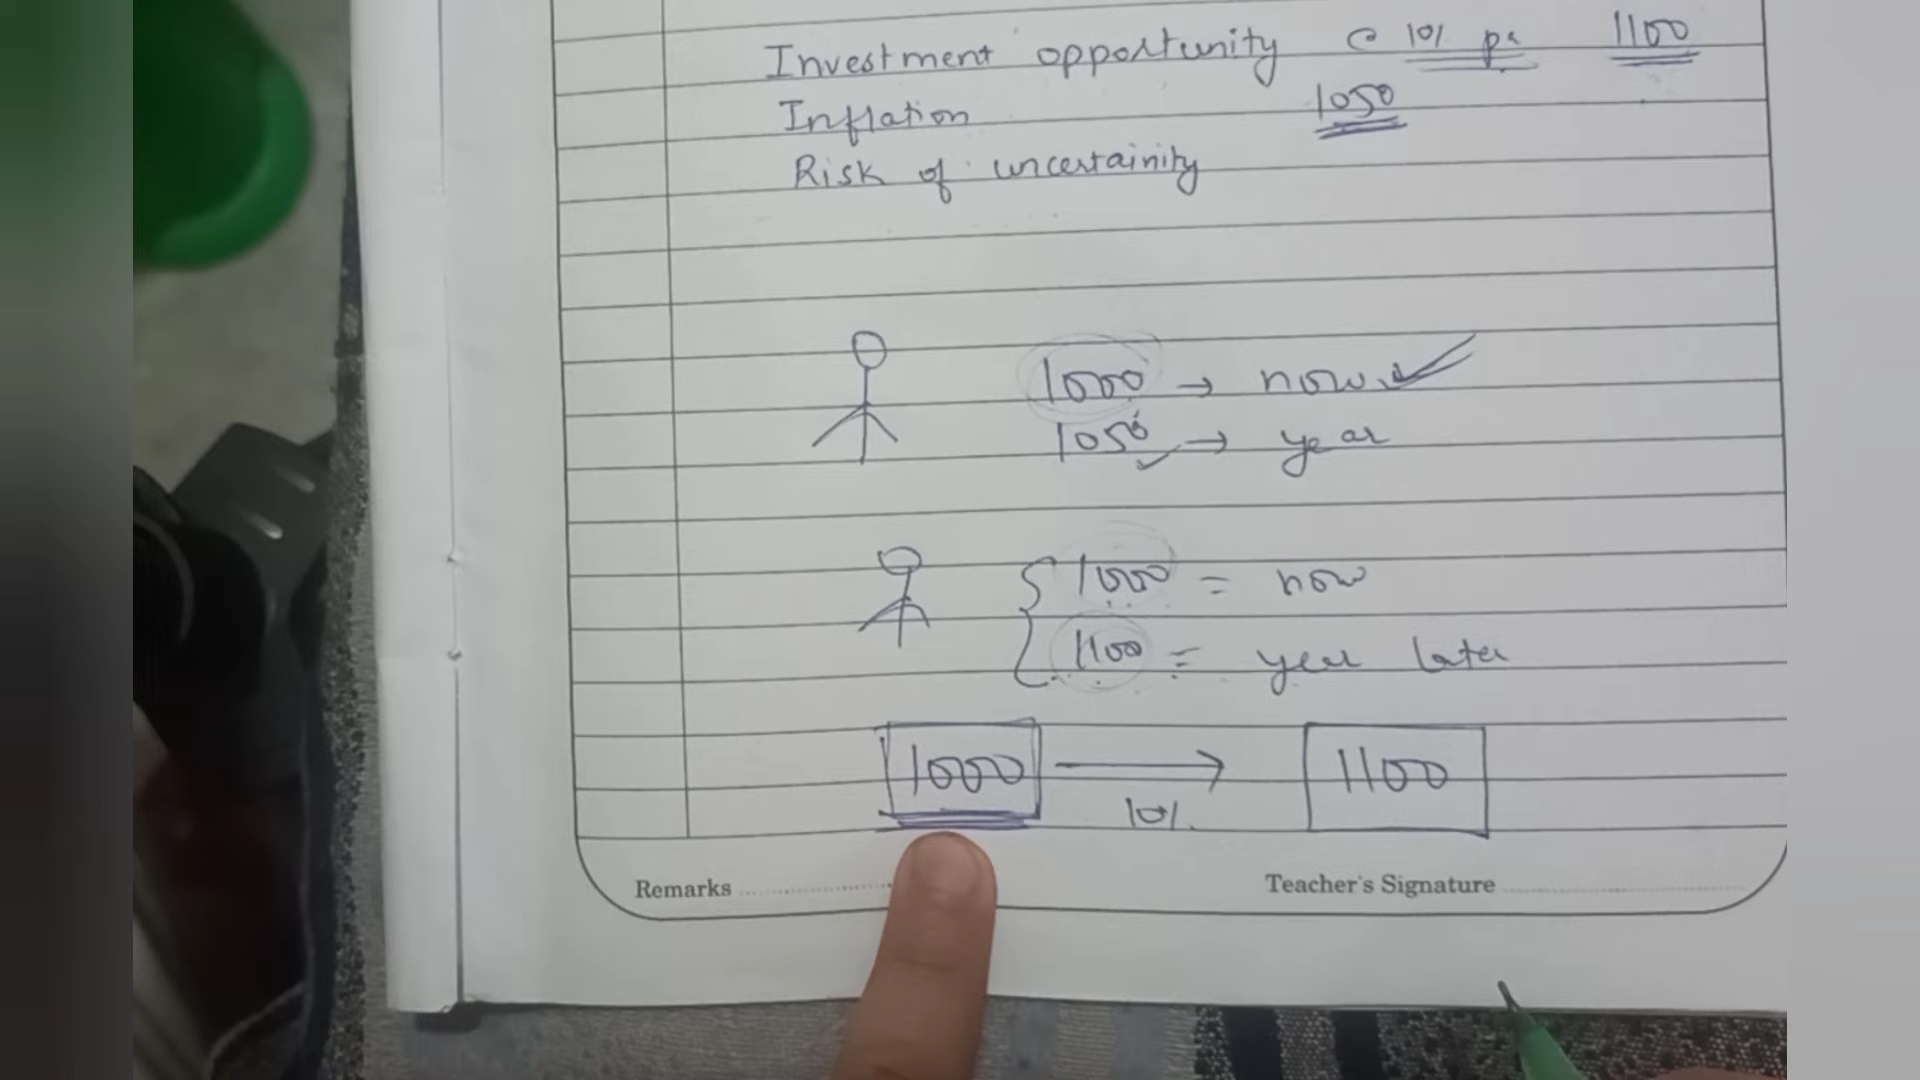 Investment opportunity @ 10% pa 1100
Inflation 1050
Risk of uncertainity
1000 → now ✓
1050 → year
1000 = now
1100 = year later
1000 → 1100
10%
Remarks
Teacher's Signature